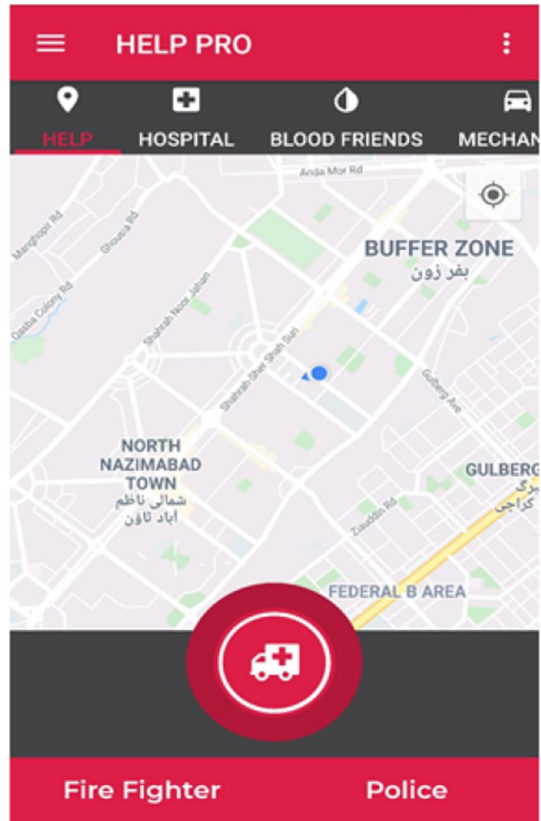 HELP PRO
HELP
HOSPITAL
BLOOD FRIENDS
MECHAN
Anda Mor Rd
Manghopir Rd
Ghousia Rd
BUFFER ZONE
بفر زون
Qasba Colony Rd
Shahrah Noor Jahan
Shahrah Sher Shah Suri
Gulberg Ave
NORTH
NAZIMABAD
TOWN
شمالی ناظم
آباد ٹاؤن
GULBERG
برگ
کراچی
Ziauddin Rd
FEDERAL B AREA
Fire Fighter
Police